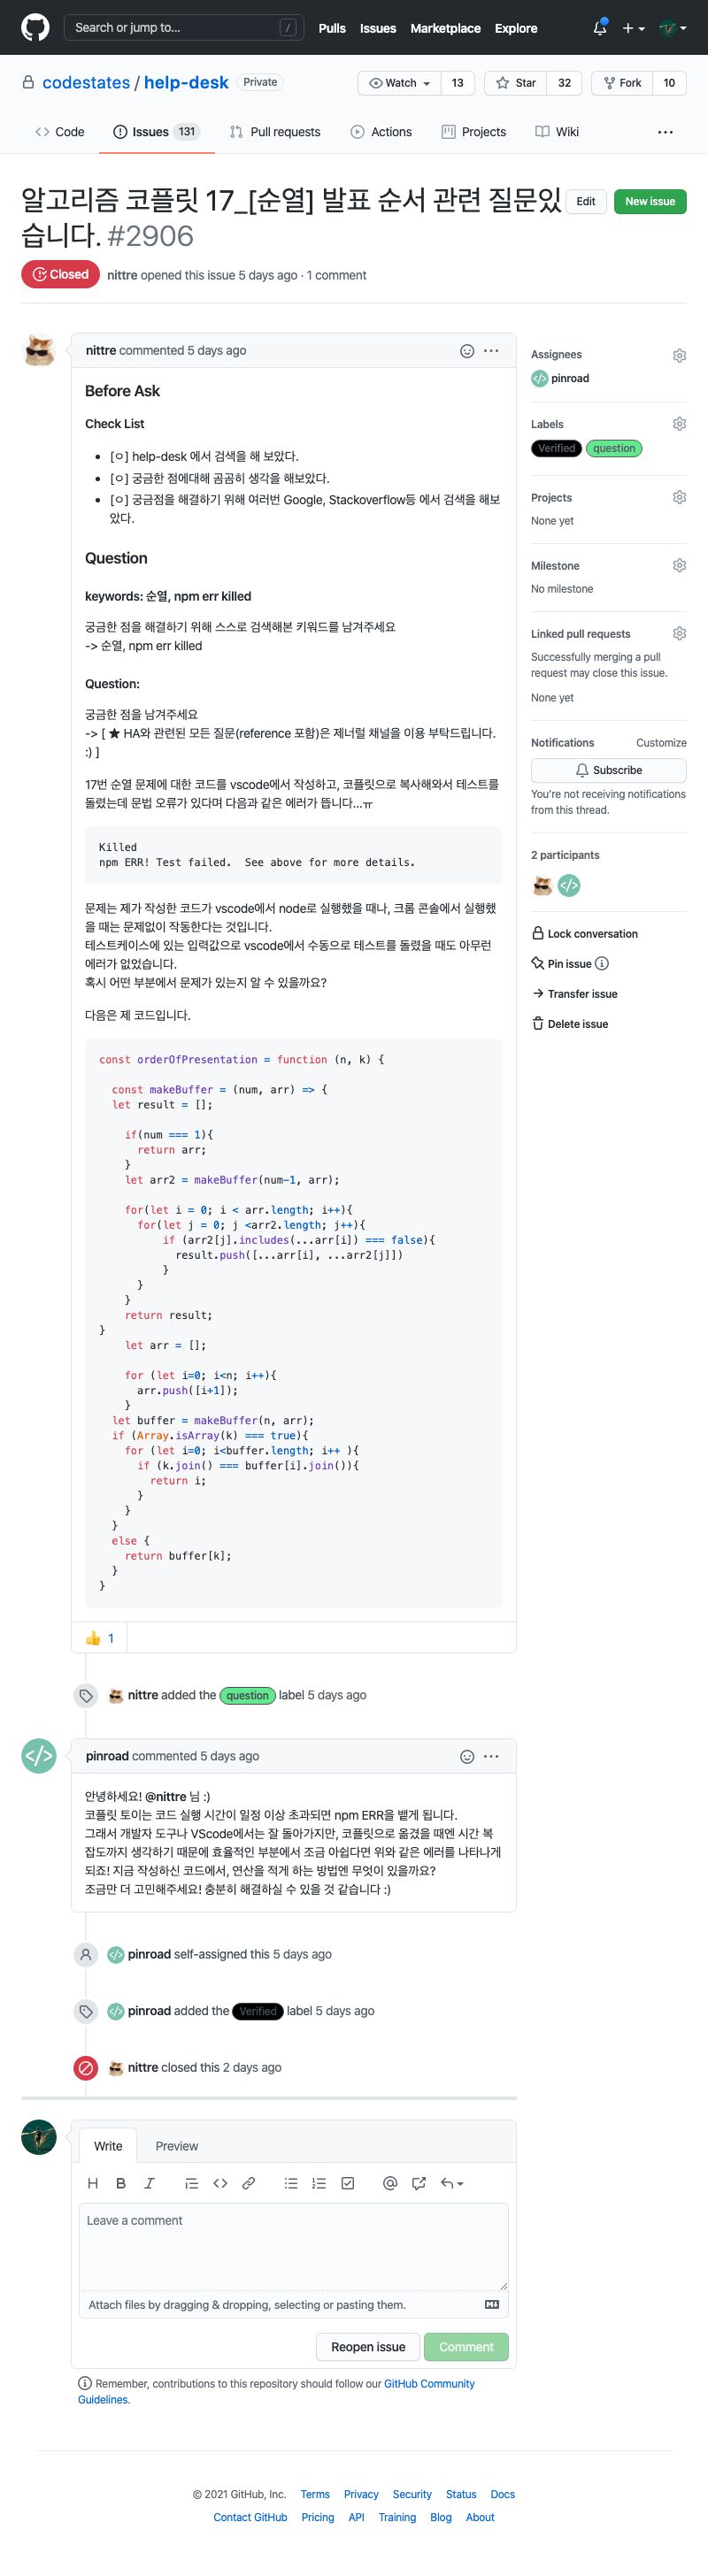 Search or jump to... /
Pulls Issues Marketplace Explore
codestates / help-desk Private
Watch 13 Star 32 Fork 10
Code Issues 131 Pull requests Actions Projects Wiki ...
알고리즘 코플릿 17_[순열] 발표 순서 관련 질문있
습니다. #2906
Edit New issue
Closed nittre opened this issue 5 days ago · 1 comment
nittre commented 5 days ago
Before Ask
Check List
• [ㅇ] help-desk 에서 검색을 해 보았다.
• [ㅇ] 궁금한 점에대해 곰곰히 생각을 해보았다.
• [ㅇ] 궁금점을 해결하기 위해 여러번 Google, Stackoverflow등 에서 검색을 해보
았다.
Question
keywords: 순열, npm err killed
궁금한 점을 해결하기 위해 스스로 검색해본 키워드를 남겨주세요
-> 순열, npm err killed
Question:
궁금한 점을 남겨주세요
-> [ ★ HA와 관련된 모든 질문(reference 포함)은 제너럴 채널을 이용 부탁드립니다.
:) ]
17번 순열 문제에 대한 코드를 vscode에서 작성하고, 코플릿으로 복사해와서 테스트를
돌렸는데 문법 오류가 있다며 다음과 같은 에러가 뜹니다...ㅠ
Killed
npm ERR! Test failed.  See above for more details.
문제는 제가 작성한 코드가 vscode에서 node로 실행했을 때나, 크롬 콘솔에서 실행했
을 때는 문제없이 작동한다는 것입니다.
테스트케이스에 있는 입력값으로 vscode에서 수동으로 테스트를 돌렸을 때도 아무런
에러가 없었습니다.
혹시 어떤 부분에서 문제가 있는지 알 수 있을까요?
다음은 제 코드입니다.
const orderOfPresentation = function (n, k) {
  const makeBuffer = (num, arr) => {
  let result = [];
    if(num === 1){
      return arr;
    }
    let arr2 = makeBuffer(num-1, arr);
    for(let i = 0; i < arr.length; i++){
      for(let j = 0; j <arr2.length; j++){
          if (arr2[j].includes(...arr[i]) === false){
            result.push([...arr[i], ...arr2[j]])
          }
      }
    }
    return result;
}
    let arr = [];
    for (let i=0; i<n; i++){
      arr.push([i+1]);
    }
  let buffer = makeBuffer(n, arr);
  if (Array.isArray(k) === true){
    for (let i=0; i<buffer.length; i++ ){
      if (k.join() === buffer[i].join()){
        return i;
      }
    }
  }
  else {
    return buffer[k];
  }
}
👍 1
nittre added the question label 5 days ago
pinroad commented 5 days ago
안녕하세요! @nittre 님 :)
코플릿 토이는 코드 실행 시간이 일정 이상 초과되면 npm ERR을 뱉게 됩니다.
그래서 개발자 도구나 VScode에서는 잘 돌아가지만, 코플릿으로 옮겼을 때엔 시간 복
잡도까지 생각하기 때문에 효율적인 부분에서 조금 아쉽다면 위와 같은 에러를 나타나게
되죠! 지금 작성하신 코드에서, 연산을 적게 하는 방법엔 무엇이 있을까요?
조금만 더 고민해주세요! 충분히 해결하실 수 있을 것 같습니다 :)
pinroad self-assigned this 5 days ago
pinroad added the Verified label 5 days ago
nittre closed this 2 days ago
Assignees
pinroad
Labels
Verified question
Projects
None yet
Milestone
No milestone
Linked pull requests
Successfully merging a pull
request may close this issue.
None yet
Notifications Customize
Subscribe
You're not receiving notifications
from this thread.
2 participants
Lock conversation
Pin issue
Transfer issue
Delete issue
Write Preview
Leave a comment
Attach files by dragging & dropping, selecting or pasting them.
Reopen issue Comment
Remember, contributions to this repository should follow our GitHub Community
Guidelines.
© 2021 GitHub, Inc. Terms Privacy Security Status Docs
Contact GitHub Pricing API Training Blog About